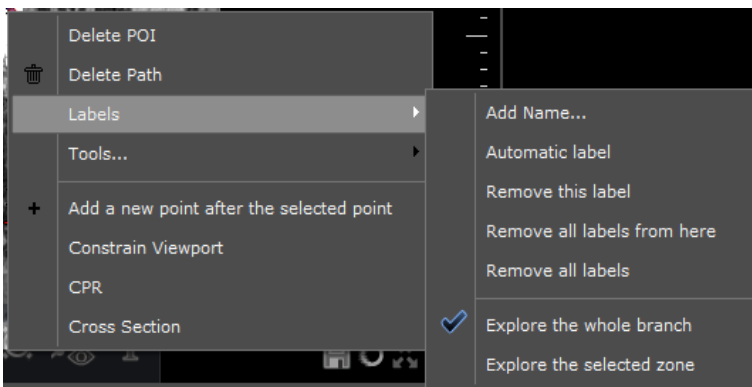 Delete POI
Delete Path
Labels
Tools...
Add a new point after the selected point
Constrain Viewport
CPR
Cross Section
Add Name...
Automatic label
Remove this label
Remove all labels from here
Remove all labels
Explore the whole branch
Explore the selected zone